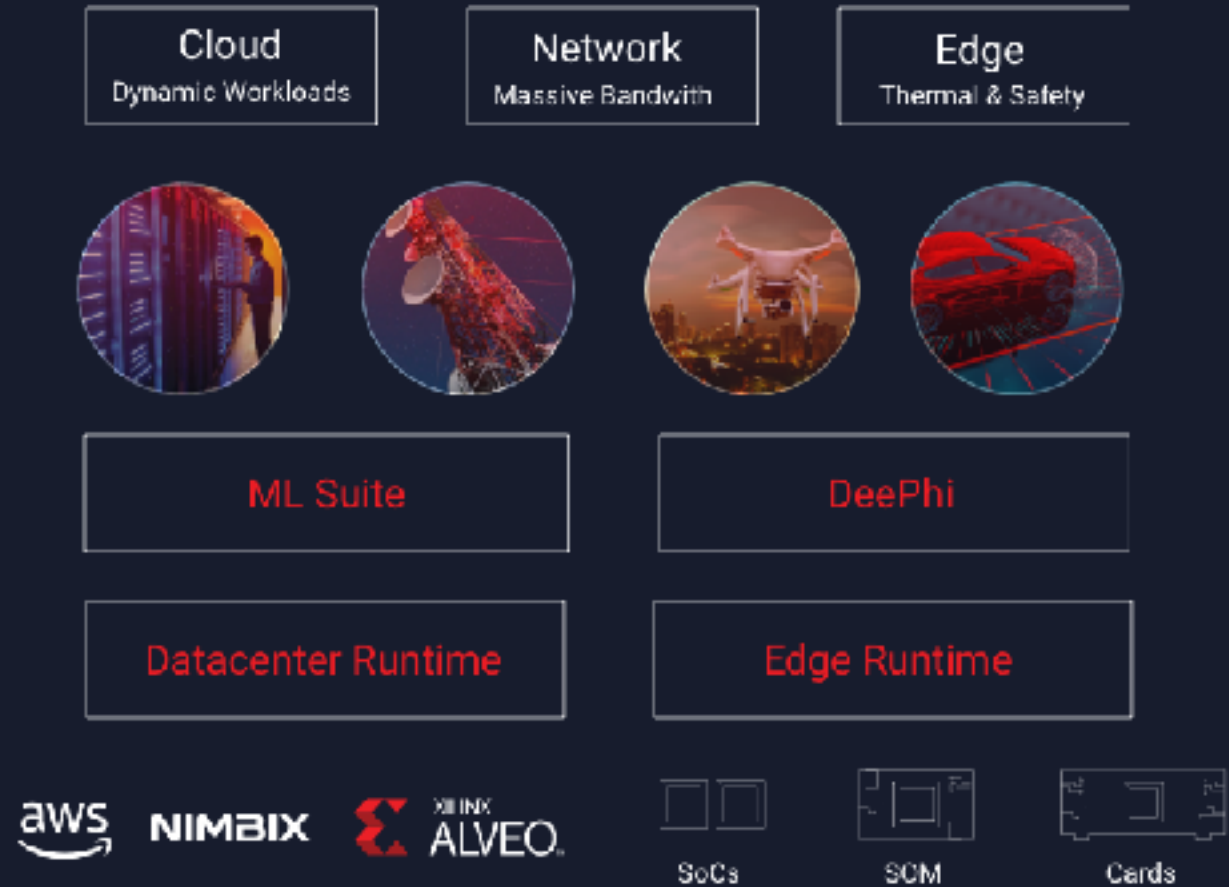 Cloud
Dynamic Workloads
Network
Massive Bandwith
Edge
Thermal & Safety
ML Suite
DeePhi
Datacenter Runtime
Edge Runtime
aws
NIMBIX
XILINX
ALVEO.
SoCs
SOM
Cards